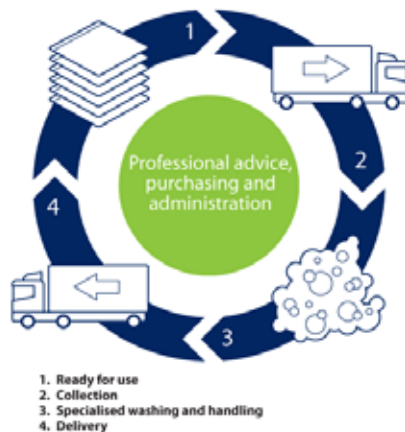 1
2
3
4
Professional advice,
purchasing and
administration
1. Ready for use
2. Collection
3. Specialised washing and handling
4. Delivery